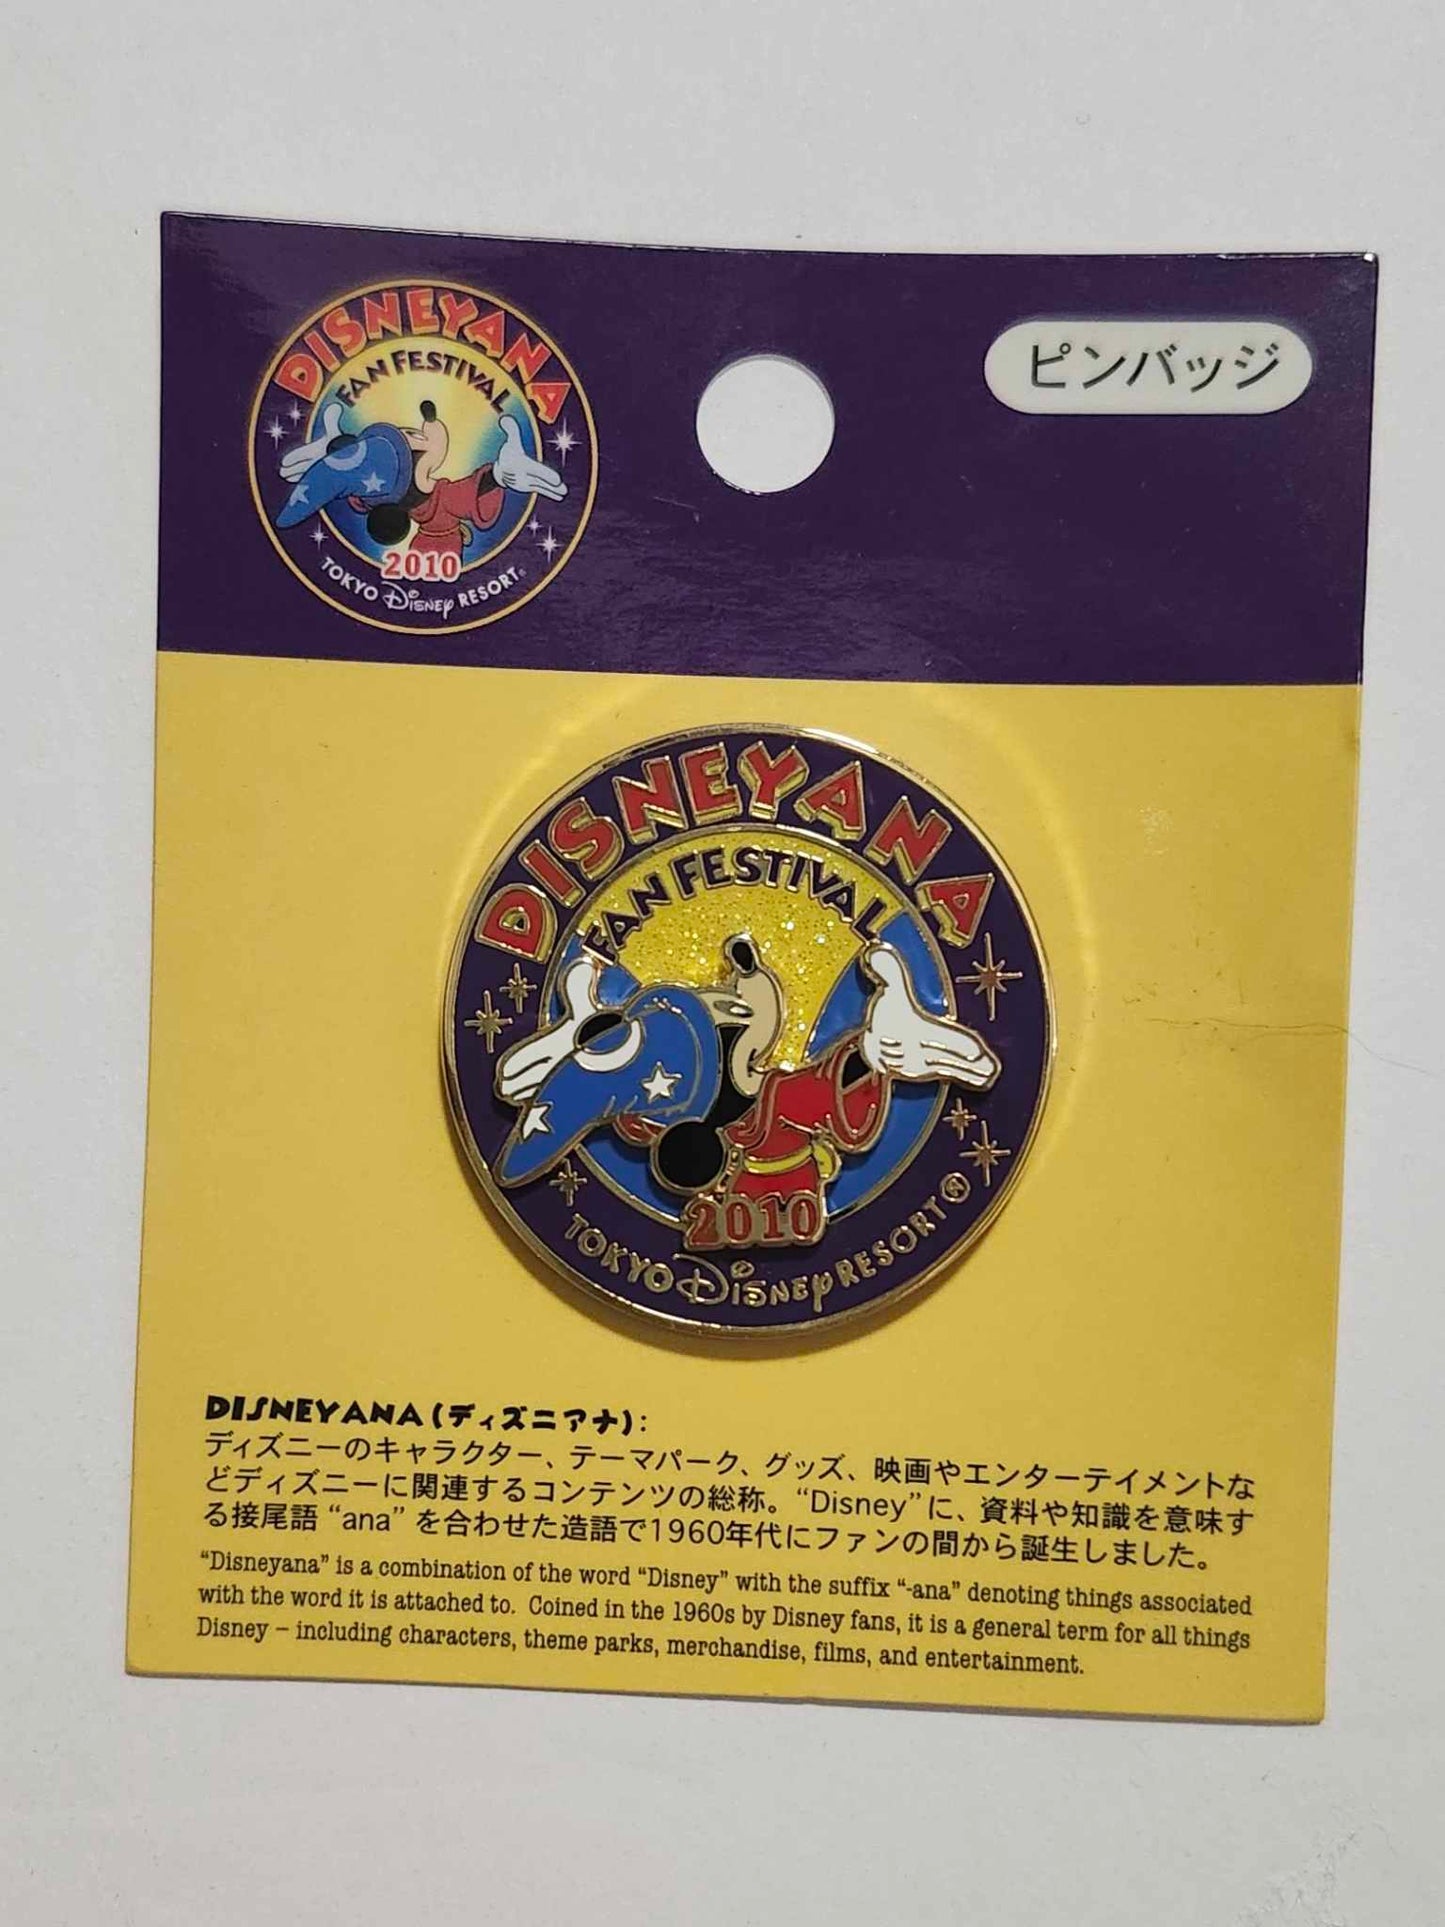 DISNEYANA
FAN FESTIVAL
2010
TOKYO Disney RESORT®
ピンバッジ
DISNEYANA
FAN FESTIVAL
2010
TOKYO Disney RESORT®
DISNEYANA (ディズニアナ):
ディズニーのキャラクター、テーマパーク、グッズ、映画やエンターテイメントな
どディズニーに関連するコンテンツの総称。“Disney”に、資料や知識を意味す
る接尾語 “ana” を合わせた造語で1960年代にファンの間から誕生しました。
“Disneyana” is a combination of the word “Disney” with the suffix “-ana” denoting things associated
with the word it is attached to. Coined in the 1960s by Disney fans, it is a general term for all things
Disney – including characters, theme parks, merchandise, films, and entertainment.